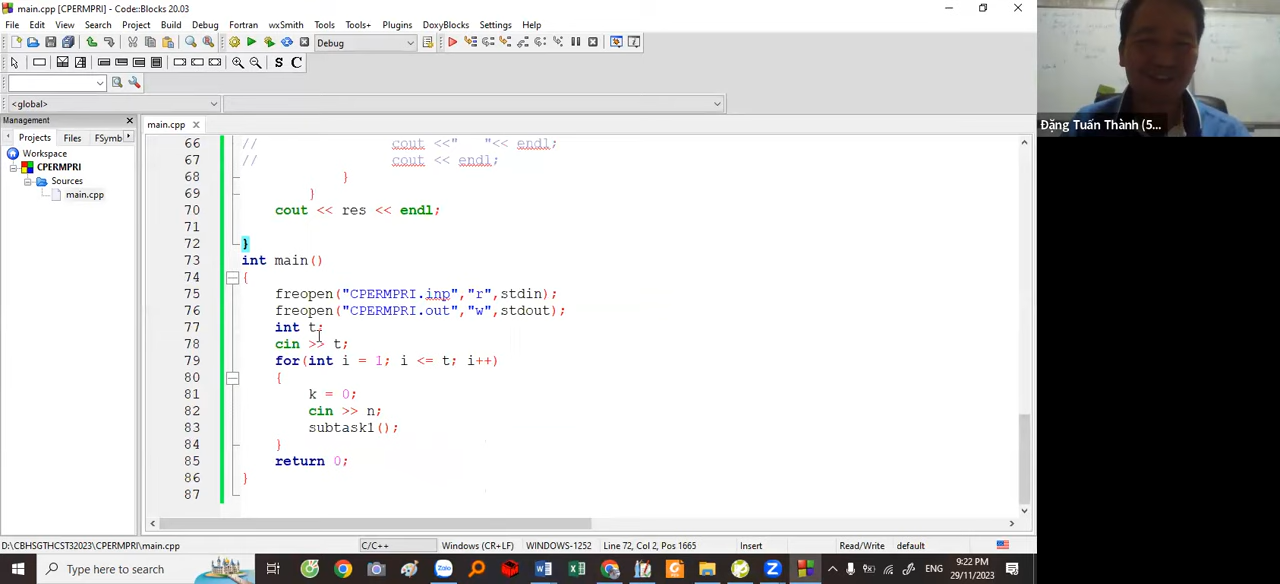 main.cpp [CPERMPRI] - Code::Blocks 20.03
File Edit View Search Project Build Debug Fortran wxSmith Tools Tools+ Plugins DoxyBlocks Settings Help
Debug
S C
<global>
Management
main.cpp
Projects Files FSymb
Workspace
CPERMPRI
Sources
main.cpp
66 // cout <<" "<< endl;
67 // cout << endl;
68 }
69 }
70 cout << res << endl;
71
72 }
73 int main()
74 {
75 freopen("CPERMPRI.inp","r",stdin);
76 freopen("CPERMPRI.out","w",stdout);
77 int t;
78 cin >> t;
79 for(int i = 1; i <= t; i++)
80 {
81 k = 0;
82 cin >> n;
83 subtask1();
84 }
85 return 0;
86 }
87
Đặng Tuấn Thành (5...
D:\CBHSGTHCST32023\CPERMPRI\main.cpp C/C++ Windows (CR+LF) WINDOWS-1252 Line 72, Col 2, Pos 1665 Insert Read/Write default
Type here to search
Zalo
ENG
9:22 PM
29/11/2023